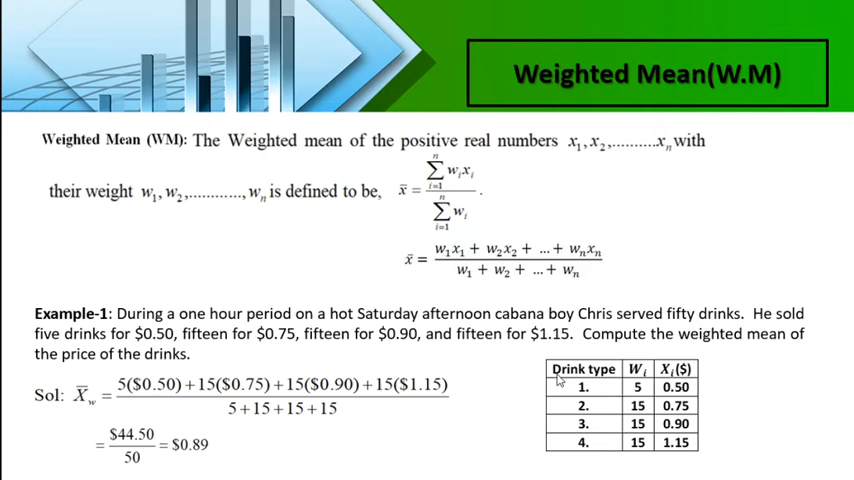 Weighted Mean(W.M)
Weighted Mean (WM): The Weighted mean of the positive real numbers x₁, x₂,..........xₙ with
their weight w₁, w₂,............, wₙ is defined to be, x̄ = ∑ᵢ₌₁ⁿ wᵢxᵢ / ∑ᵢ₌₁ⁿ wᵢ .
x̄ = (w₁x₁ + w₂x₂ + ...+ wₙxₙ) / (w₁ + w₂ + ...+ wₙ)
Example-1: During a one hour period on a hot Saturday afternoon cabana boy Chris served fifty drinks. He sold
five drinks for $0.50, fifteen for $0.75, fifteen for $0.90, and fifteen for $1.15. Compute the weighted mean of
the price of the drinks.
Sol: X̄w = (5($0.50)+15($0.75)+15($0.90)+15($1.15)) / (5+15+15+15)
= $44.50 / 50 = $0.89
Drink type Wᵢ Xᵢ($)
1. 5 0.50
2. 15 0.75
3. 15 0.90
4. 15 1.15